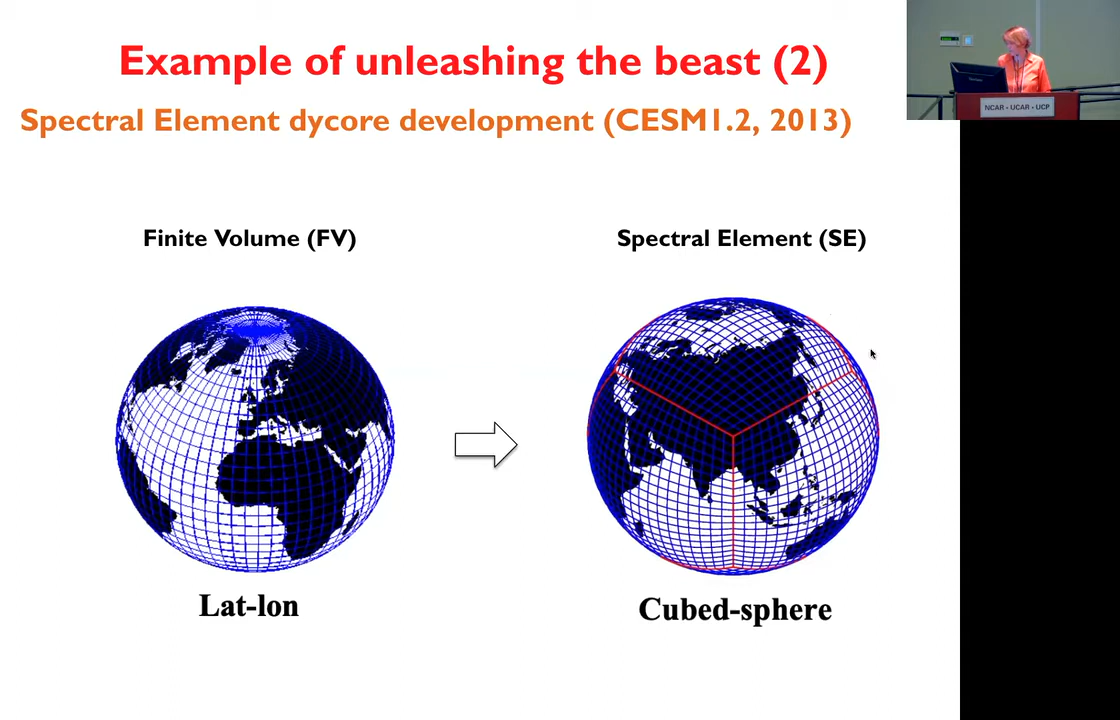 Example of unleashing the beast (2)
Spectral Element dycore development (CESM1.2, 2013)
Finite Volume (FV)
Spectral Element (SE)
Lat-lon
Cubed-sphere
NCAR • UCAR • UCP